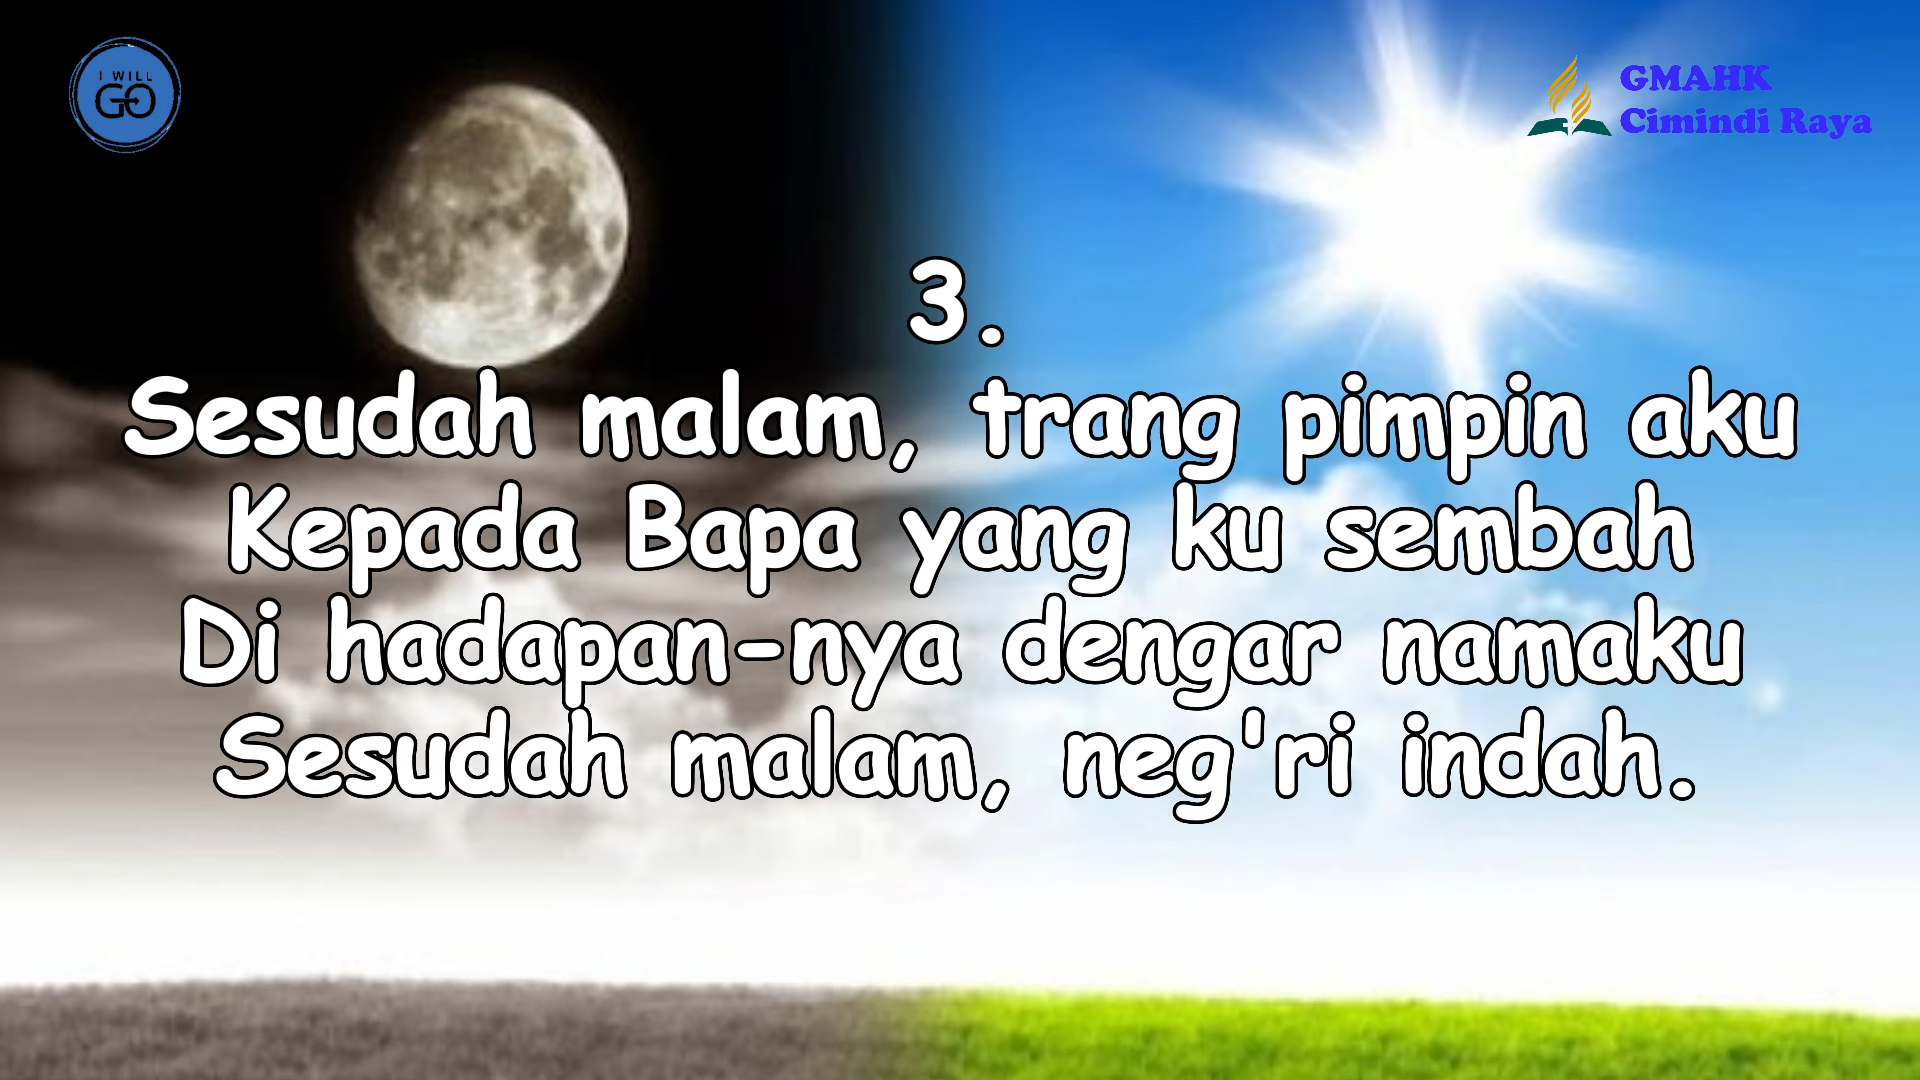 I WILL
GO
GMAHK
Cimindi Raya
3.
Sesudah malam, trang pimpin aku
Kepada Bapa yang ku sembah
Di hadapan-nya dengar namaku
Sesudah malam, neg'ri indah.